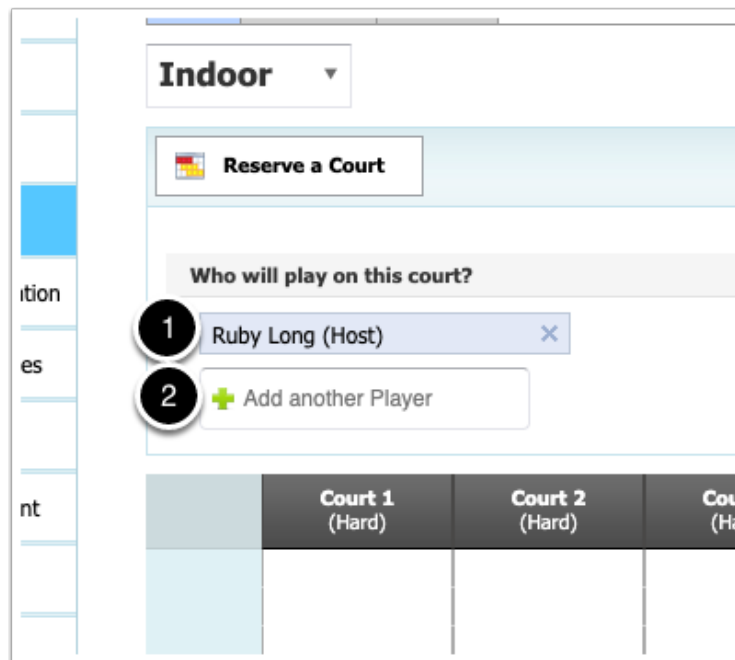 Indoor
Reserve a Court
Who will play on this court?
ition
1
Ruby Long (Host)
es
2
Add another Player
nt
Court 1
(Hard)
Court 2
(Hard)